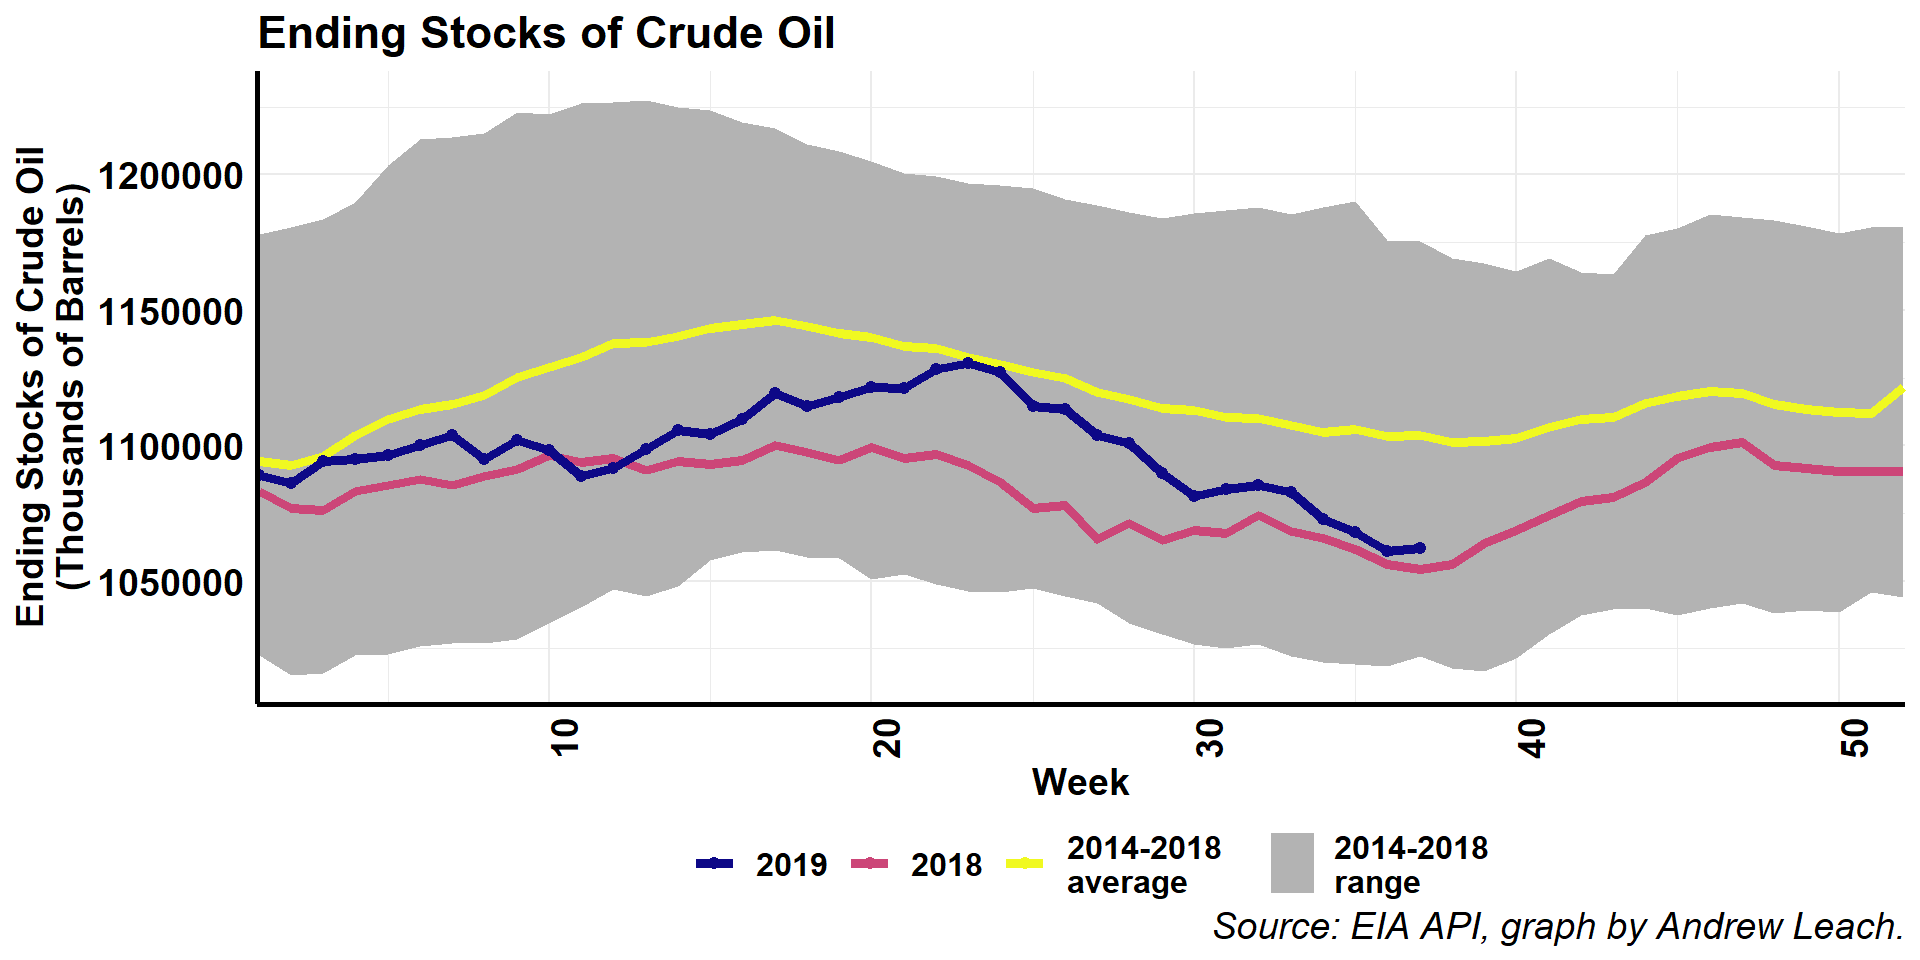 Ending Stocks of Crude Oil
Ending Stocks of Crude Oil
(Thousands of Barrels)
1200000
1150000
1100000
1050000
10
20
30
40
50
Week
2019
2018
2014-2018
average
2014-2018
range
Source: EIA API, graph by Andrew Leach.